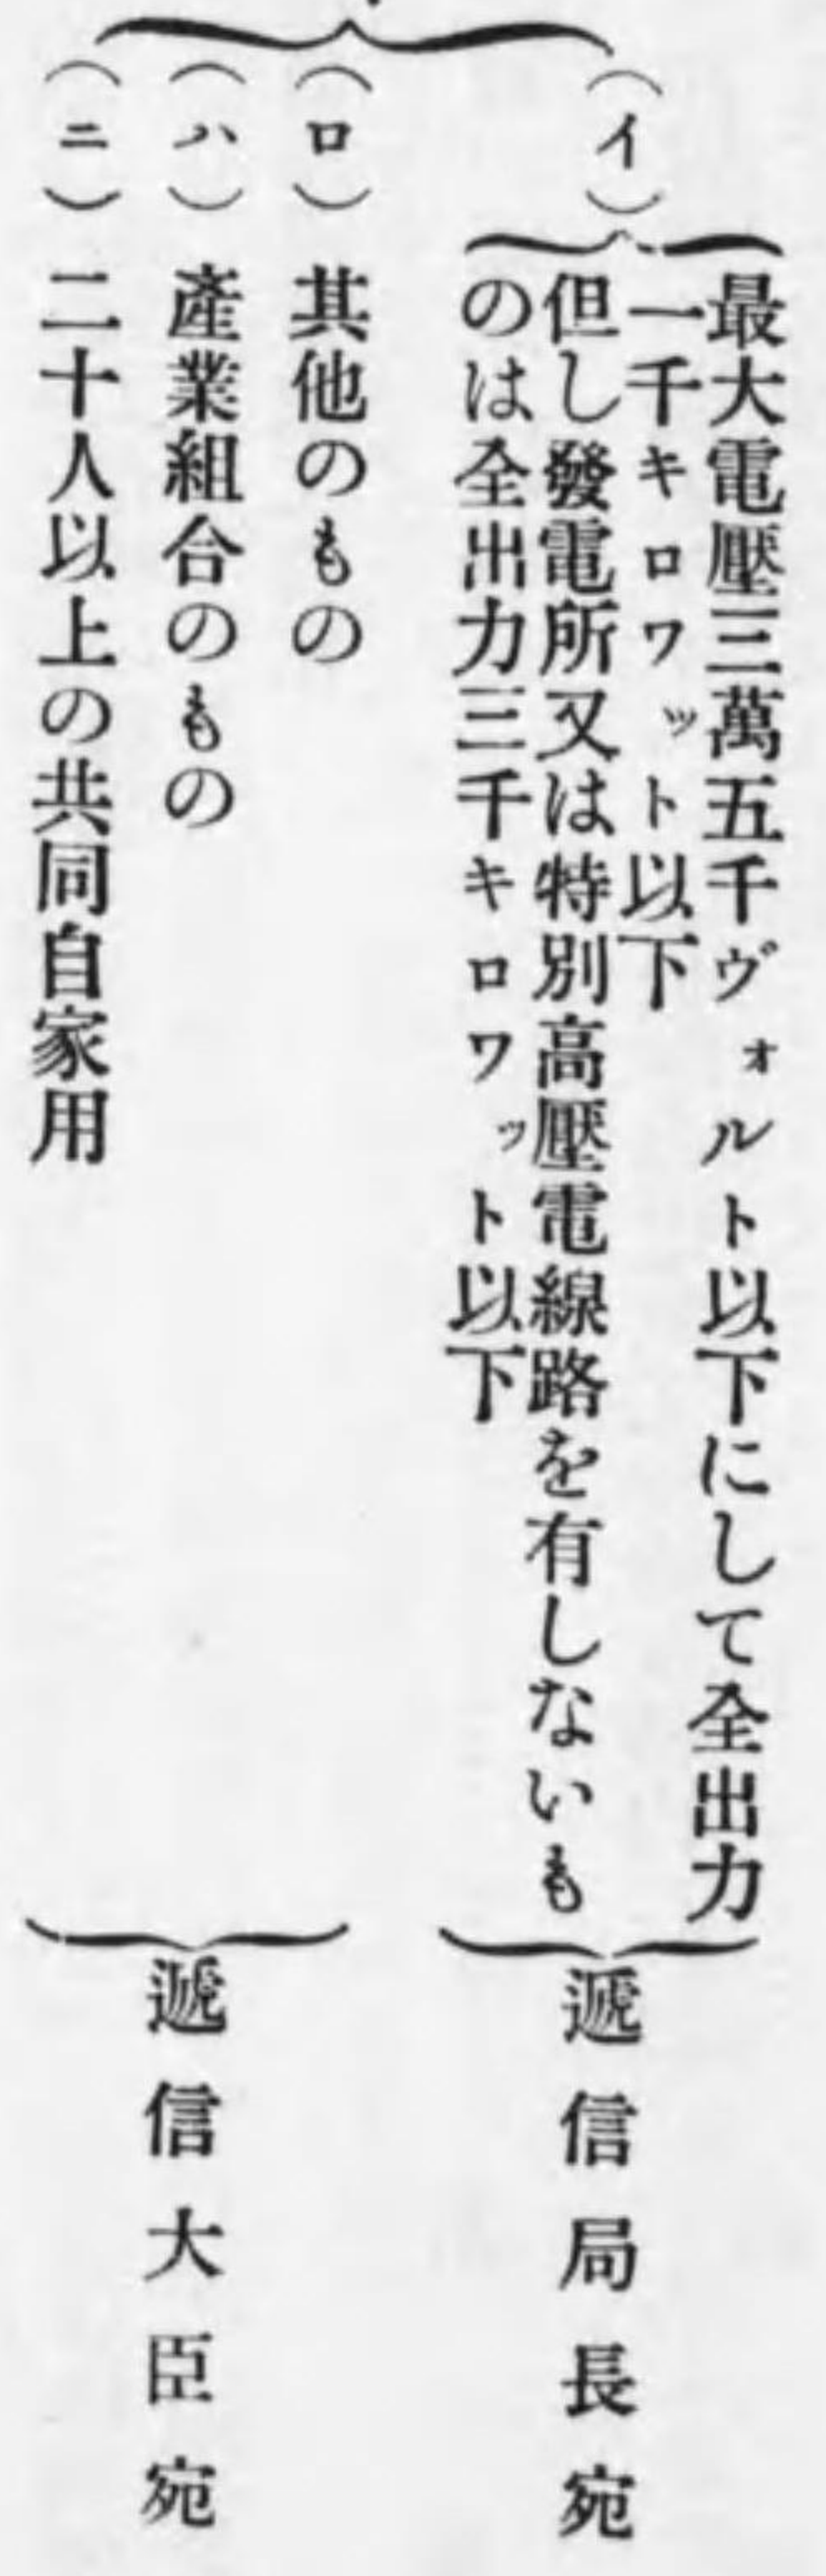 （イ）
最大電壓三萬五千ヴォルト以下にして全出力
一千キロワット以下
但し發電所又は特別高壓電線路を有しないも
のは全出力三千キロワット以下
遞信局長宛
（ロ）其他のもの
（ハ）產業組合のもの
（ニ）二十人以上の共同自家用
遞信大臣宛